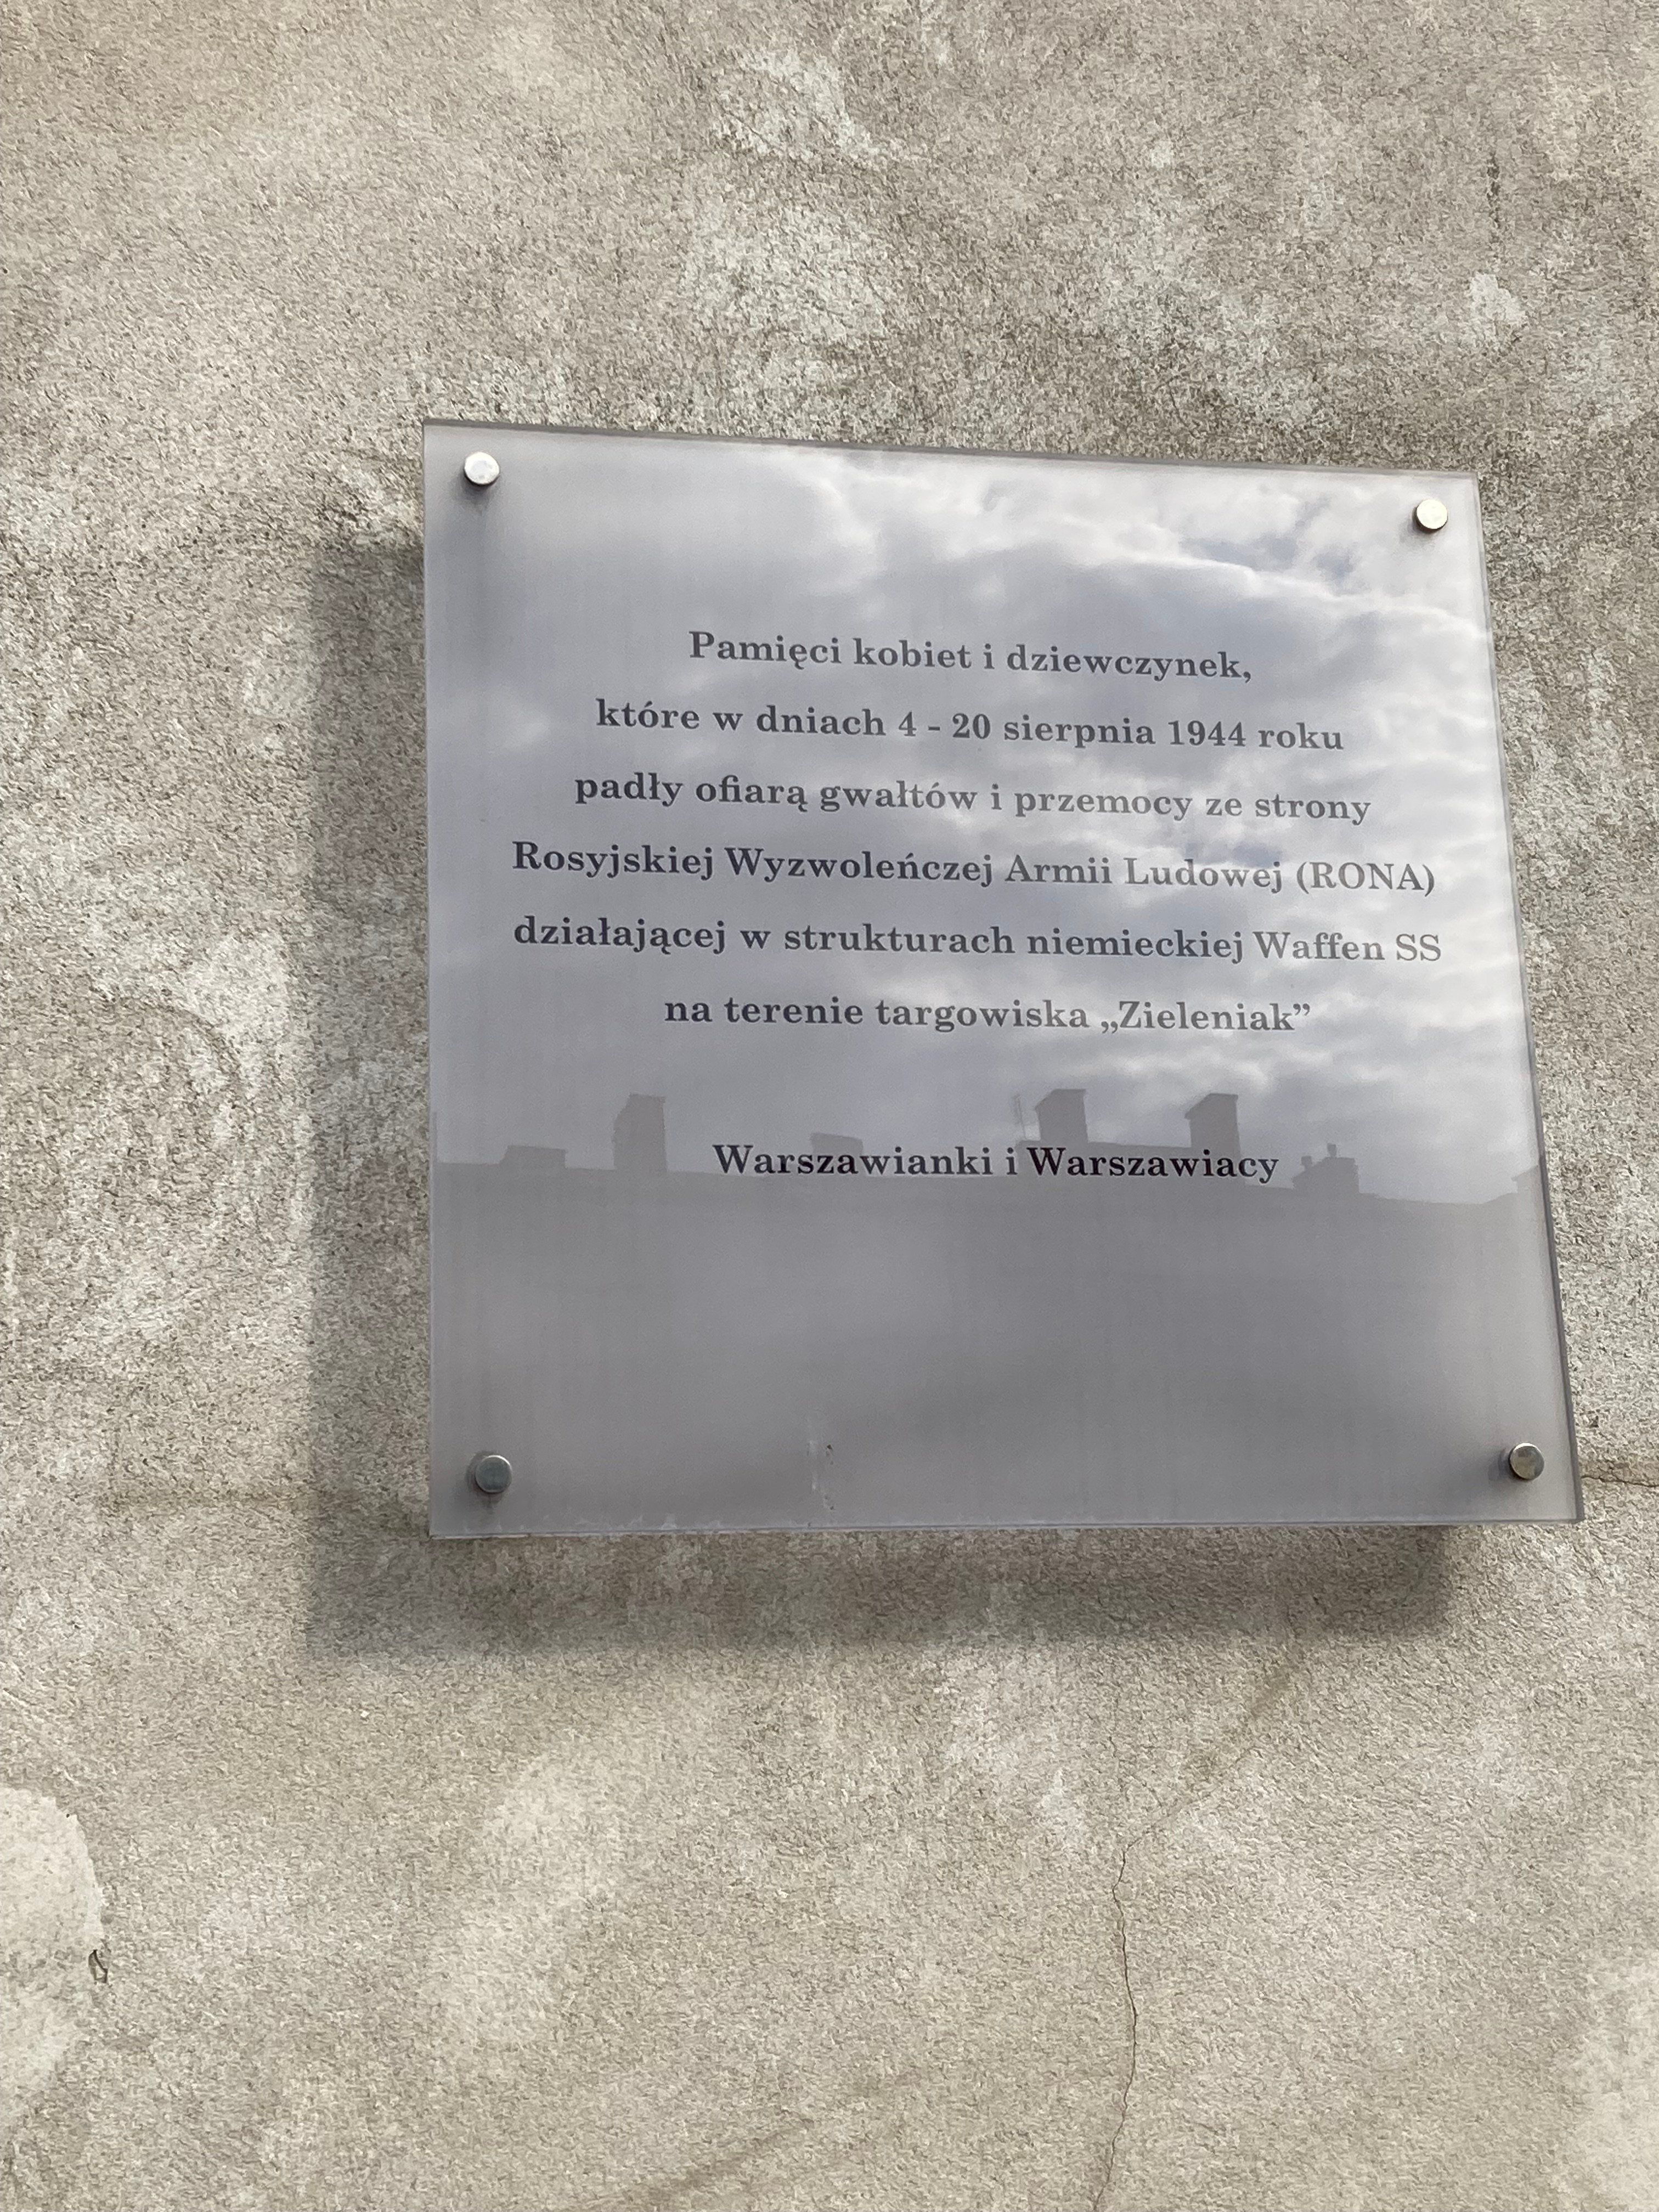 Pamięci kobiet i dziewczynek,
które w dniach 4 - 20 sierpnia 1944 roku
padły ofiarą gwałtów i przemocy ze strony
Rosyjskiej Wyzwoleńczej Armii Ludowej (RONA)
działającej w strukturach niemieckiej Waffen SS
na terenie targowiska „Zieleniak”
Warszawianki i Warszawiacy